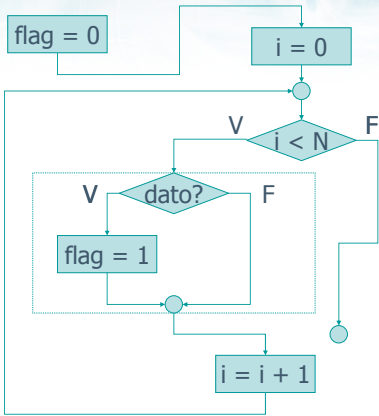 flag = 0
i = 0
V
F
i < N
V
dato?
F
flag = 1
i = i + 1